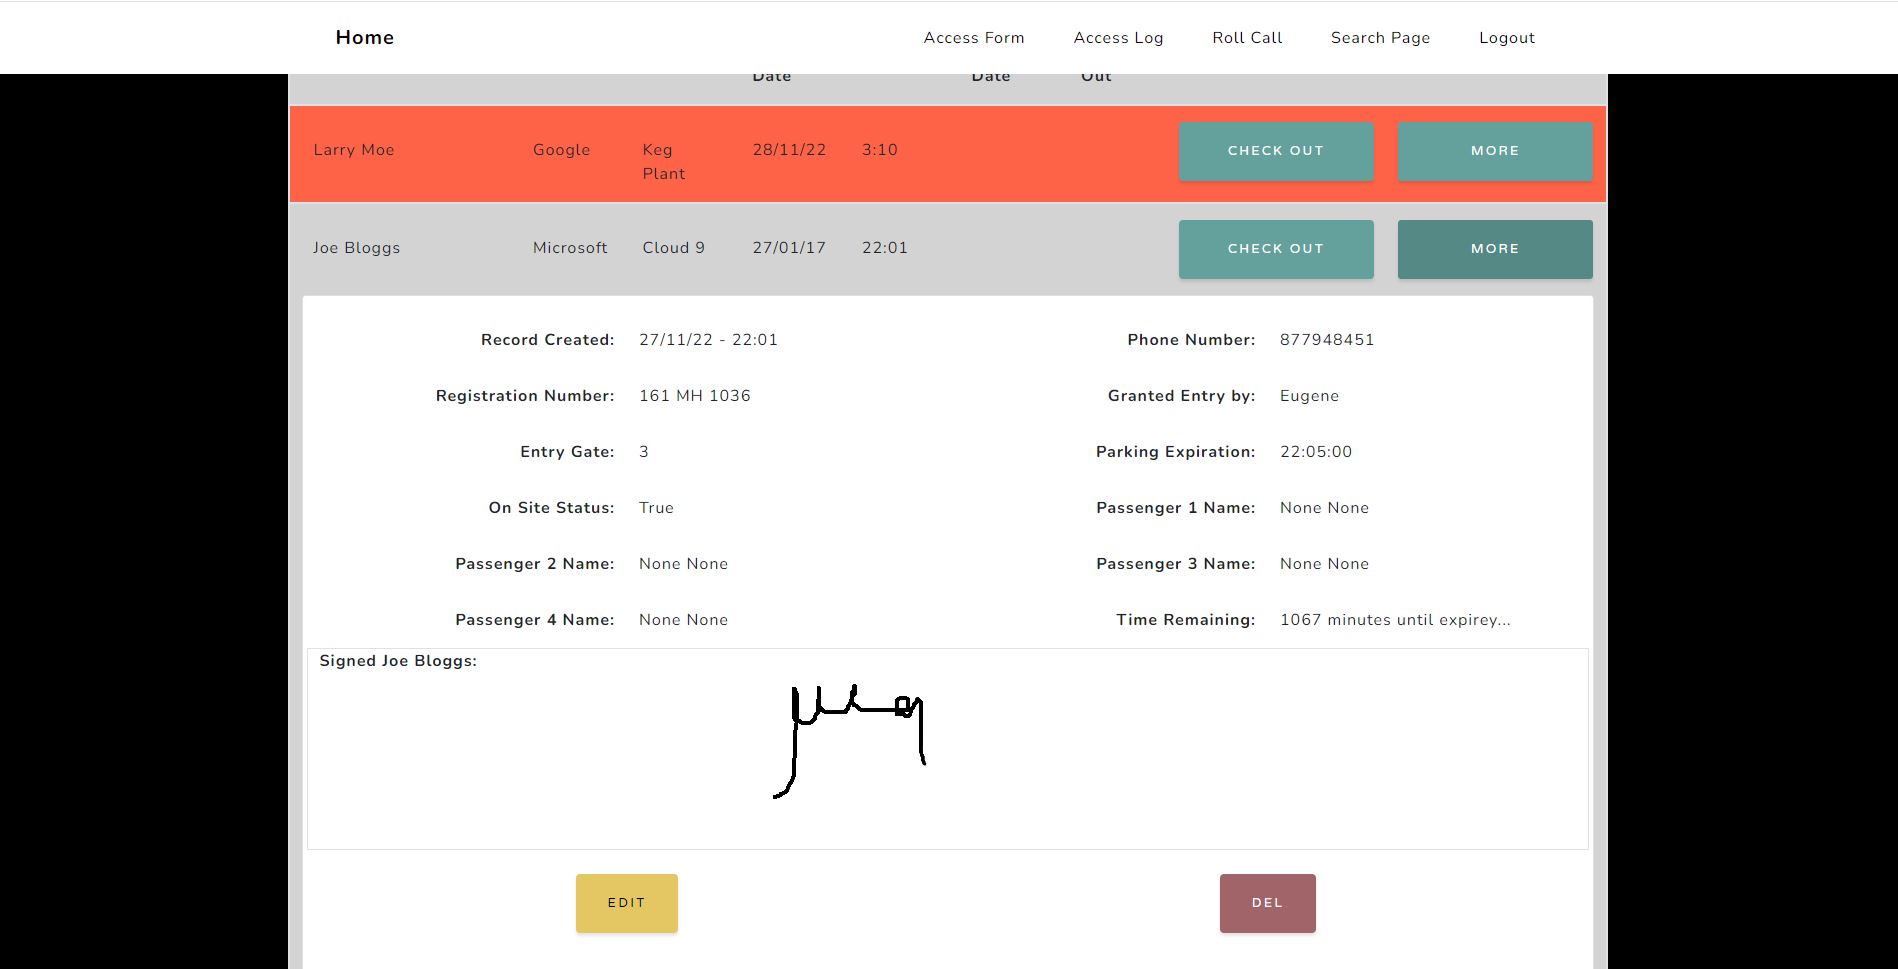 Home Access Form Access Log Roll Call Search Page Logout
Date Date Out
Larry Moe Google Keg Plant 28/11/22 3:10 CHECK OUT MORE
Joe Bloggs Microsoft Cloud 9 27/01/17 22:01 CHECK OUT MORE
Record Created: 27/11/22 - 22:01 Phone Number: 877948451
Registration Number: 161 MH 1036 Granted Entry by: Eugene
Entry Gate: 3 Parking Expiration: 22:05:00
On Site Status: True Passenger 1 Name: None None
Passenger 2 Name: None None Passenger 3 Name: None None
Passenger 4 Name: None None Time Remaining: 1067 minutes until expirey...
Signed Joe Bloggs:
EDIT DEL